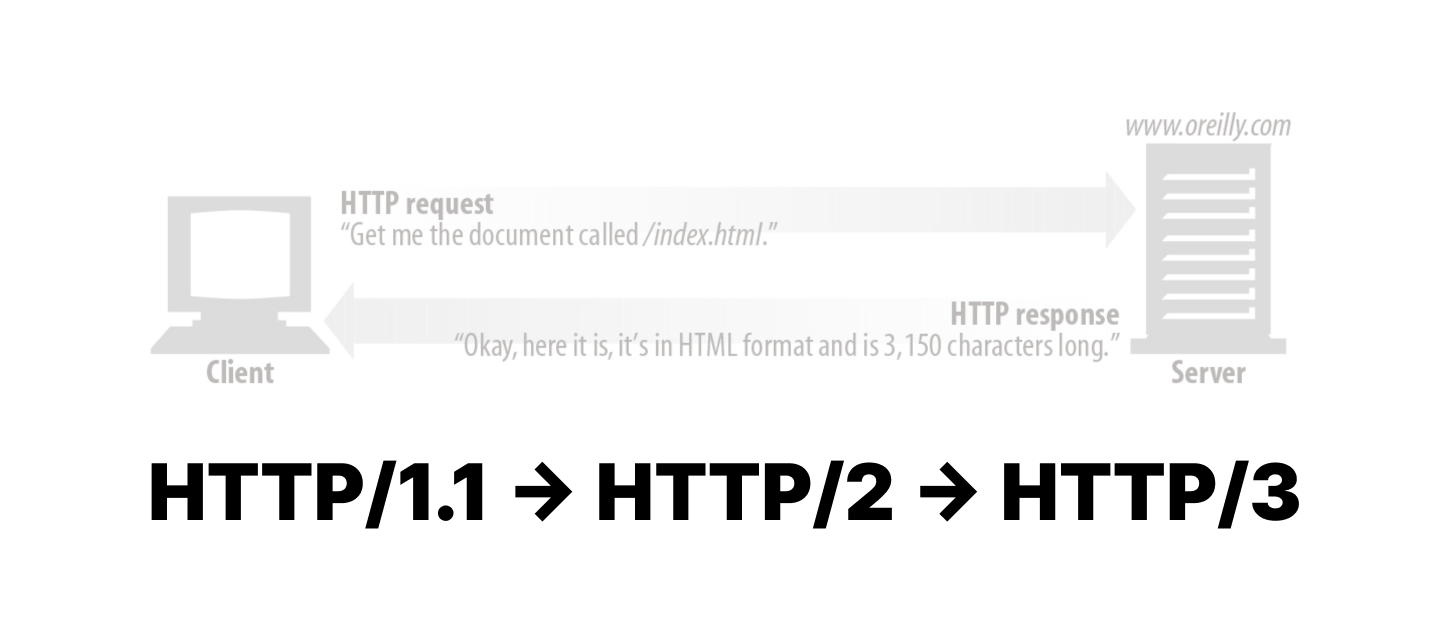 www.oreilly.com
HTTP request
“Get me the document called /index.html.”
HTTP response
“Okay, here it is, it’s in HTML format and is 3,150 characters long.”
Client
Server
HTTP/1.1 → HTTP/2 → HTTP/3